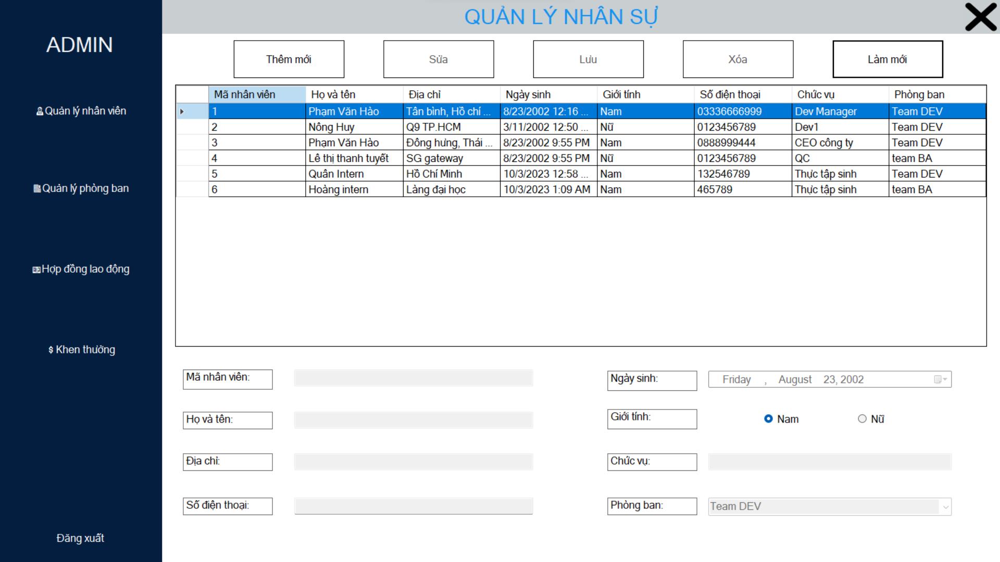 QUẢN LÝ NHÂN SỰ
ADMIN
Quản lý nhân viên
Quản lý phòng ban
Hợp đồng lao động
$ Khen thưởng
Đăng xuất
Thêm mới Sửa Lưu Xóa Làm mới
Mã nhân viên Họ và tên Địa chỉ Ngày sinh Giới tính Số điện thoại Chức vụ Phòng ban
1 Phạm Văn Hào Tân bình, Hồ chí ... 8/23/2002 12:16 ... Nam 03336666999 Dev Manager Team DEV
2 Nông Huy Q9 TP.HCM 3/11/2002 12:50 ... Nữ 0123456789 Dev1 Team DEV
3 Phạm Văn Hào Đông hưng, Thái ... 8/23/2002 9:55 PM Nam 0888999444 CEO công ty Team DEV
4 Lê thị thanh tuyết SG gateway 8/23/2002 9:55 PM Nữ 0123456789 QC team BA
5 Quân Intern Hồ Chí Minh 10/3/2023 12:58 ... Nam 132546789 Thực tập sinh Team DEV
6 Hoàng intern Làng đại học 10/3/2023 1:09 AM Nam 465789 Thực tập sinh team BA
Mã nhân viên:
Họ và tên:
Địa chỉ:
Số điện thoại:
Ngày sinh: Friday , August 23, 2002
Giới tính: Nam Nữ
Chức vụ:
Phòng ban: Team DEV